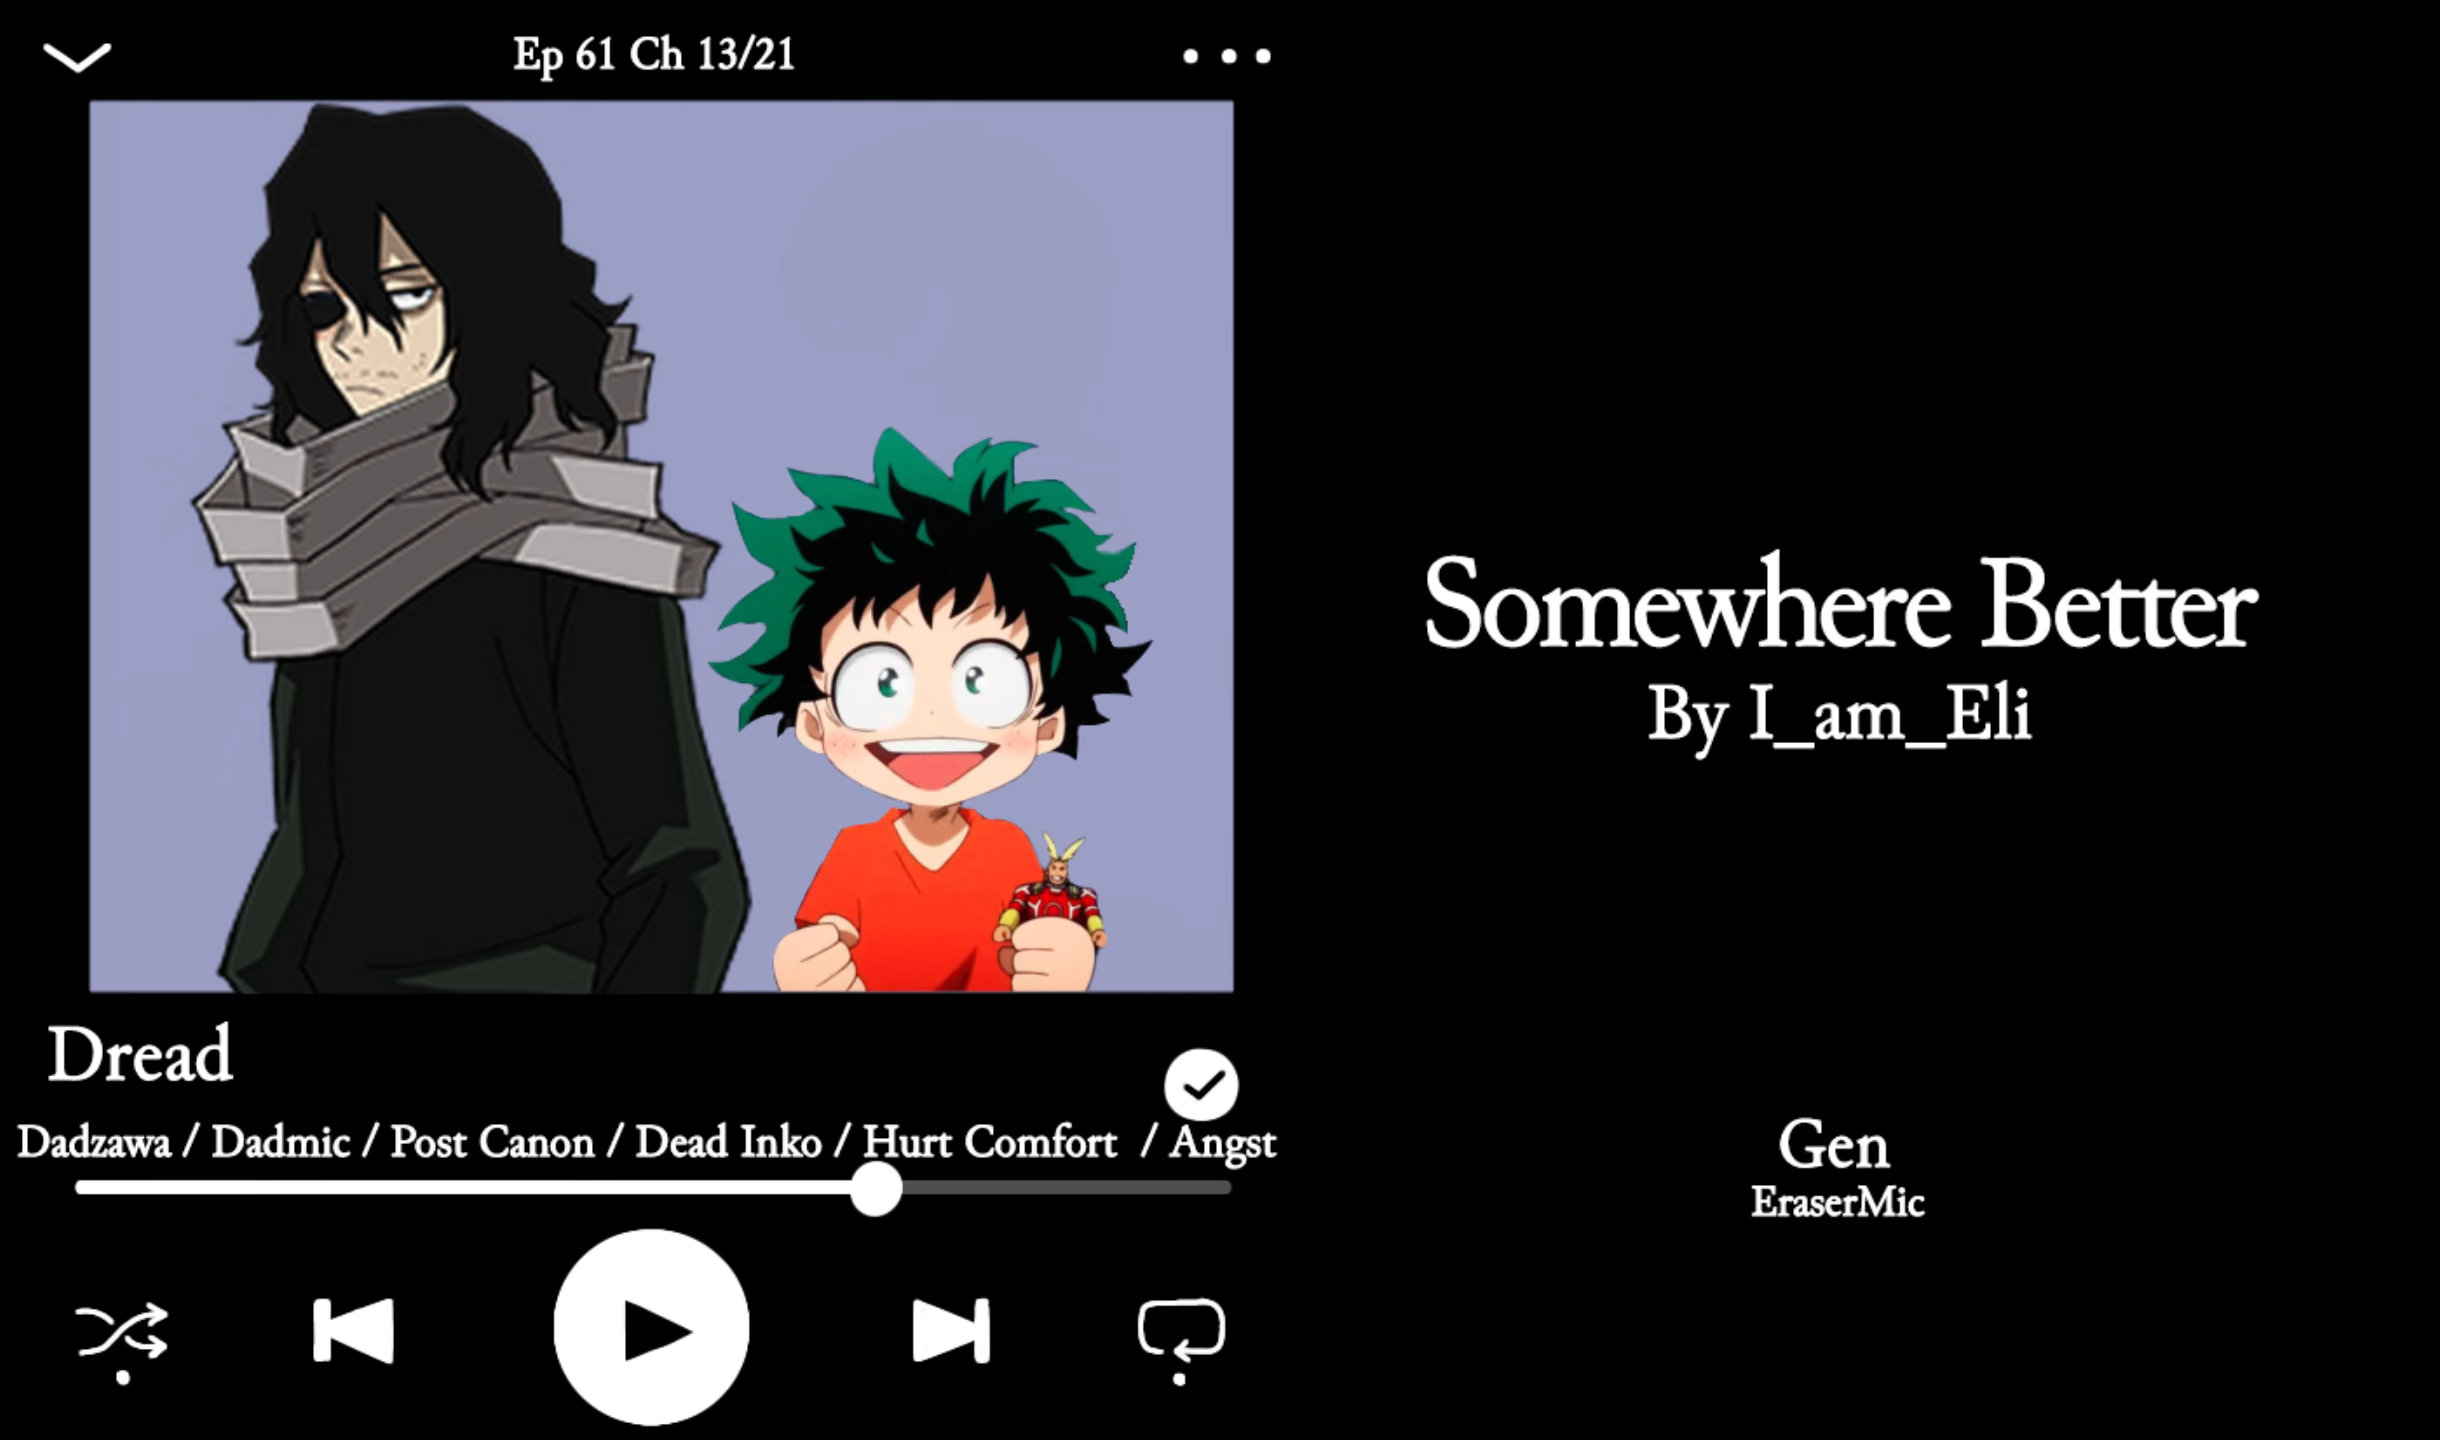 Ep 61 Ch 13/21
Somewhere Better
By I_am_Eli
Dread
Dadzawa / Dadmic / Post Canon / Dead Inko / Hurt Comfort / Angst
Gen
EraserMic